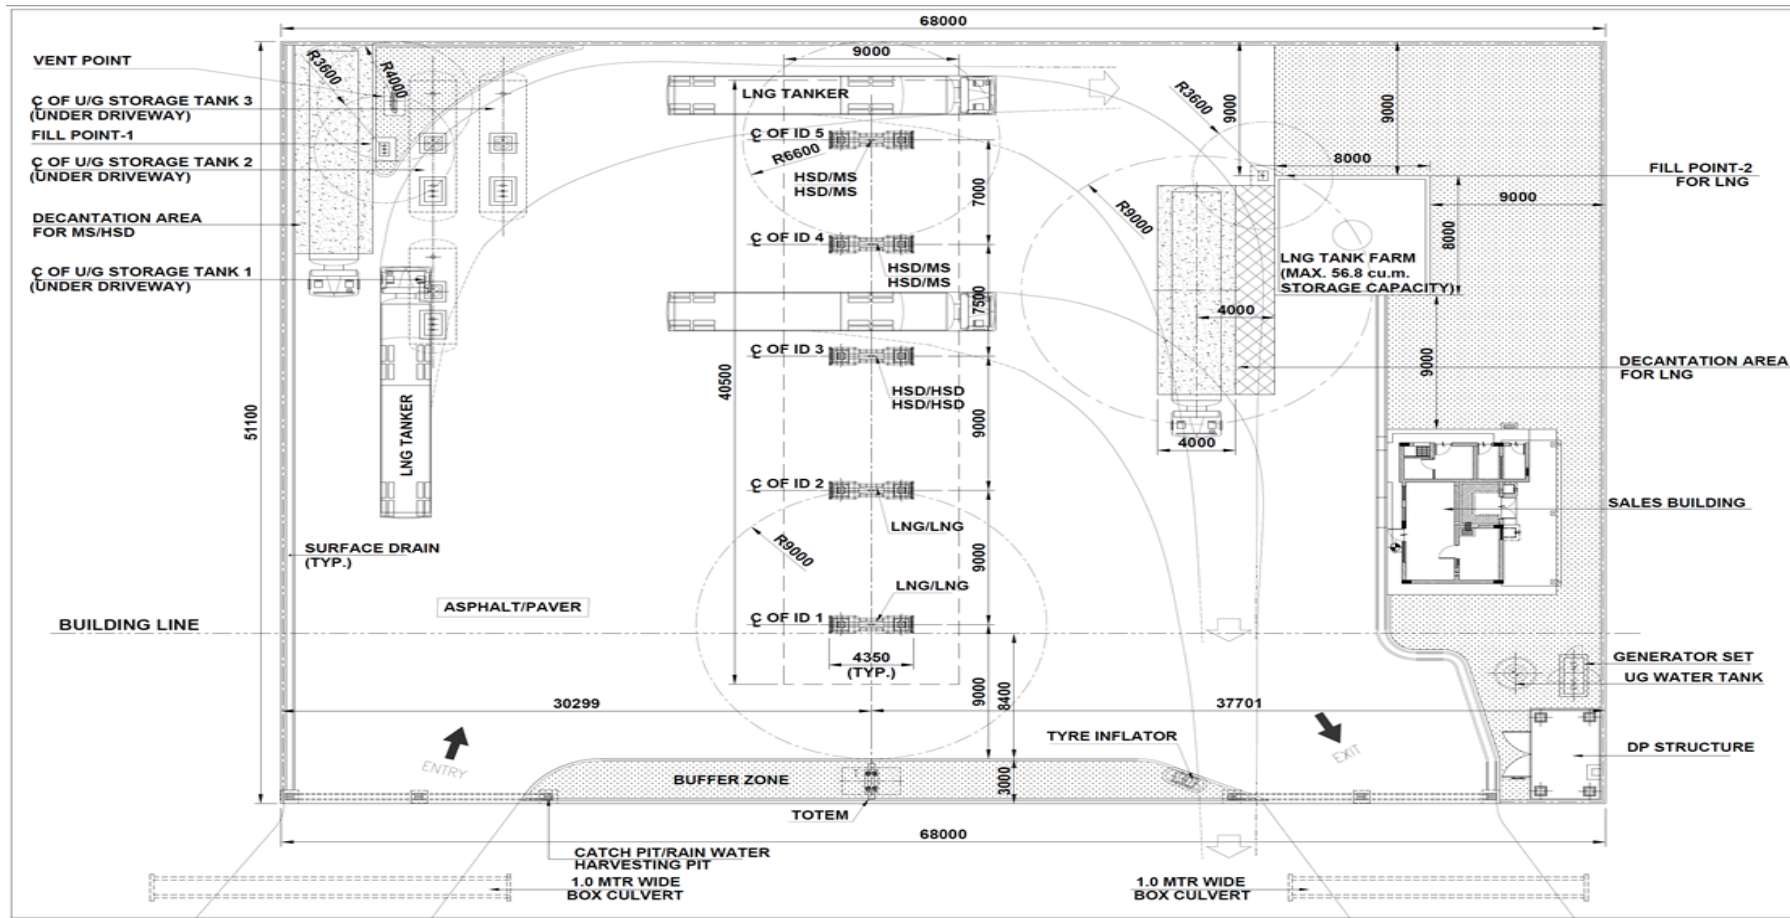 68000
9000
VENT POINT
R3600
R4000
LNG TANKER
R3600
9000
9000
C OF U/G STORAGE TANK 3
(UNDER DRIVEWAY)
FILL POINT-1
C OF ID 5
R6600
HSD/MS
HSD/MS
7000
8000
C OF U/G STORAGE TANK 2
(UNDER DRIVEWAY)
FILL POINT-2
FOR LNG
9000
R9000
DECANTATION AREA
FOR MS/HSD
C OF ID 4
HSD/MS
HSD/MS
8000
LNG TANK FARM
(MAX. 56.8 cu.m.
STORAGE CAPACITY)
C OF U/G STORAGE TANK 1
(UNDER DRIVEWAY)
7500
4000
C OF ID 3
HSD/HSD
HSD/HSD
40500
9000
9000
DECANTATION AREA
FOR LNG
51100
LNG TANKER
4000
C OF ID 2
LNG/LNG
SALES BUILDING
R9000
9000
SURFACE DRAIN
(TYP.)
LNG/LNG
ASPHALT/PAVER
C OF ID 1
BUILDING LINE
4350
(TYP.)
GENERATOR SET
UG WATER TANK
9000
8400
30299
37701
TYRE INFLATOR
DP STRUCTURE
ENTRY
EXIT
BUFFER ZONE
3000
TOTEM
68000
CATCH PIT/RAIN WATER
HARVESTING PIT
1.0 MTR WIDE
BOX CULVERT
1.0 MTR WIDE
BOX CULVERT